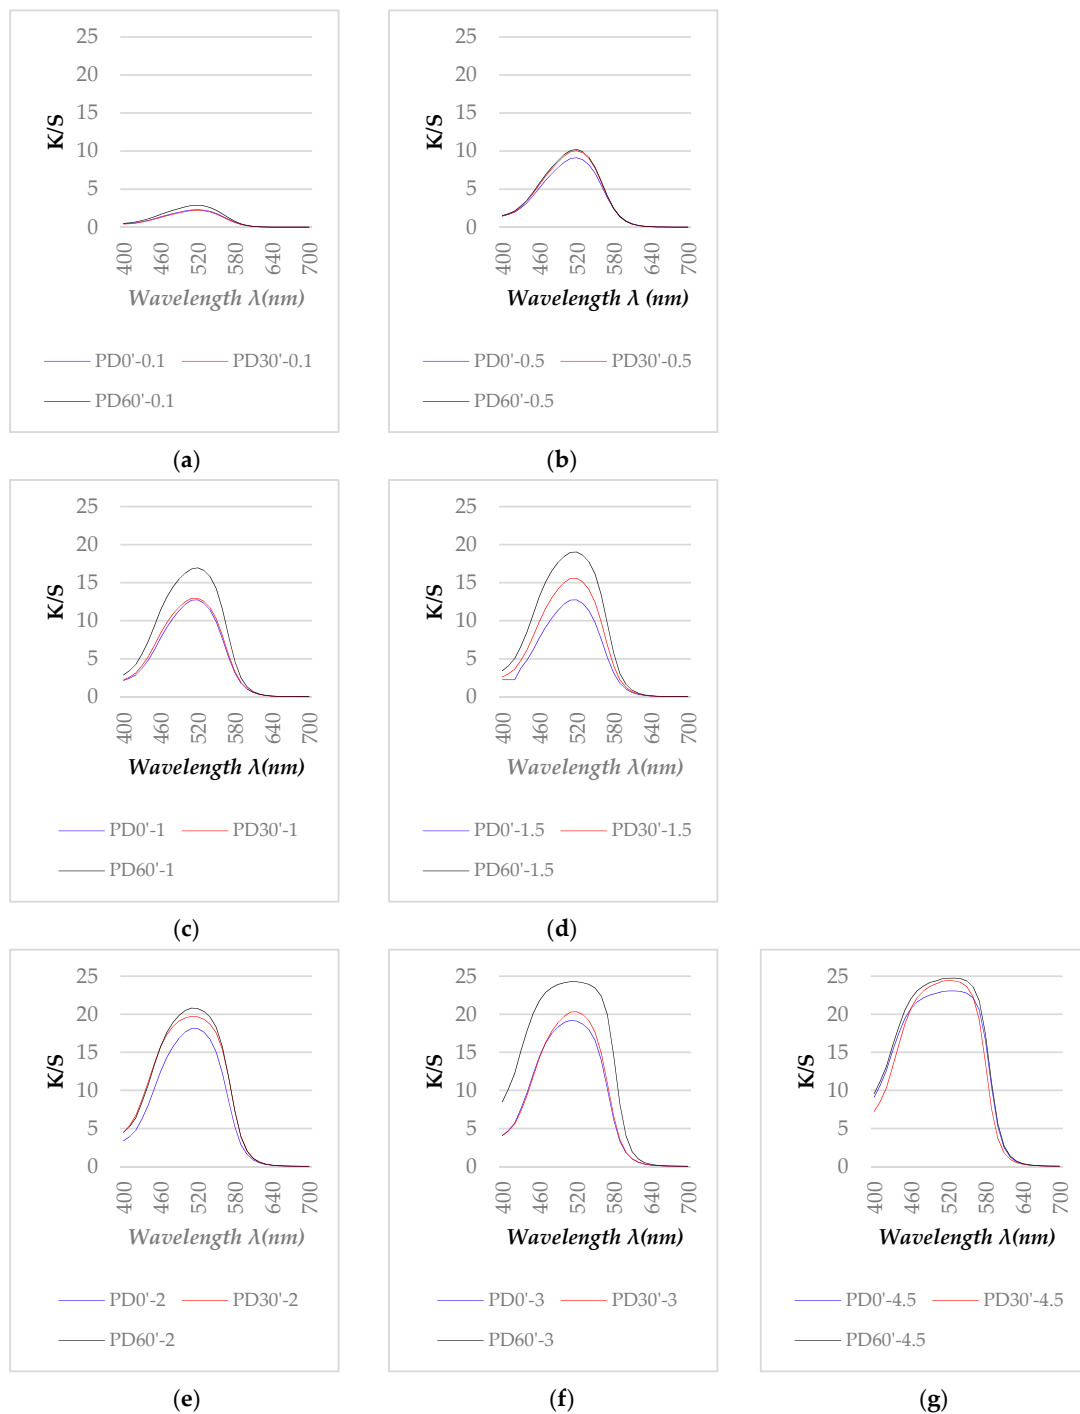 25
20
15
10
5
0
K/S
400 460 520 580 640 700
Wavelength λ(nm)
PD0'-0.1 PD30'-0.1
PD60'-0.1
(a)
25
20
15
10
5
0
K/S
400 460 520 580 640 700
Wavelength λ (nm)
PD0'-0.5 PD30'-0.5
PD60'-0.5
(b)
25
20
15
10
5
0
K/S
400 460 520 580 640 700
Wavelength λ(nm)
PD0'-1 PD30'-1
PD60'-1
(c)
25
20
15
10
5
0
K/S
400 460 520 580 640 700
Wavelength λ(nm)
PD0'-1.5 PD30'-1.5
PD60'-1.5
(d)
25
20
15
10
5
0
K/S
400 460 520 580 640 700
Wavelength λ(nm)
PD0'-2 PD30'-2
PD60'-2
(e)
25
20
15
10
5
0
K/S
400 460 520 580 640 700
Wavelength λ(nm)
PD0'-3 PD30'-3
PD60'-3
(f)
25
20
15
10
5
0
K/S
400 460 520 580 640 700
Wavelength λ(nm)
PD0'-4.5 PD30'-4.5
PD60'-4.5
(g)